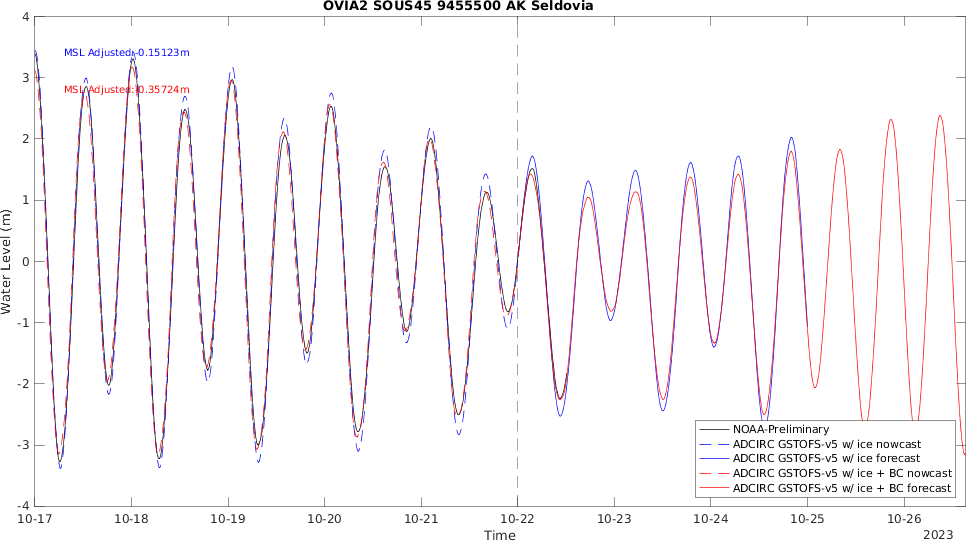 OVIA2 SOUS45 9455500 AK Seldovia
MSL Adjusted:-0.15123m
MSL Adjusted:-0.35724m
4
3
2
1
0
-1
-2
-3
-4
Water Level (m)
NOAA-Preliminary
ADCIRC GSTOFS-v5 w/ ice nowcast
ADCIRC GSTOFS-v5 w/ ice forecast
ADCIRC GSTOFS-v5 w/ ice + BC nowcast
ADCIRC GSTOFS-v5 w/ ice + BC forecast
10-17 10-18 10-19 10-20 10-21 10-22 10-23 10-24 10-25 10-26
Time
2023